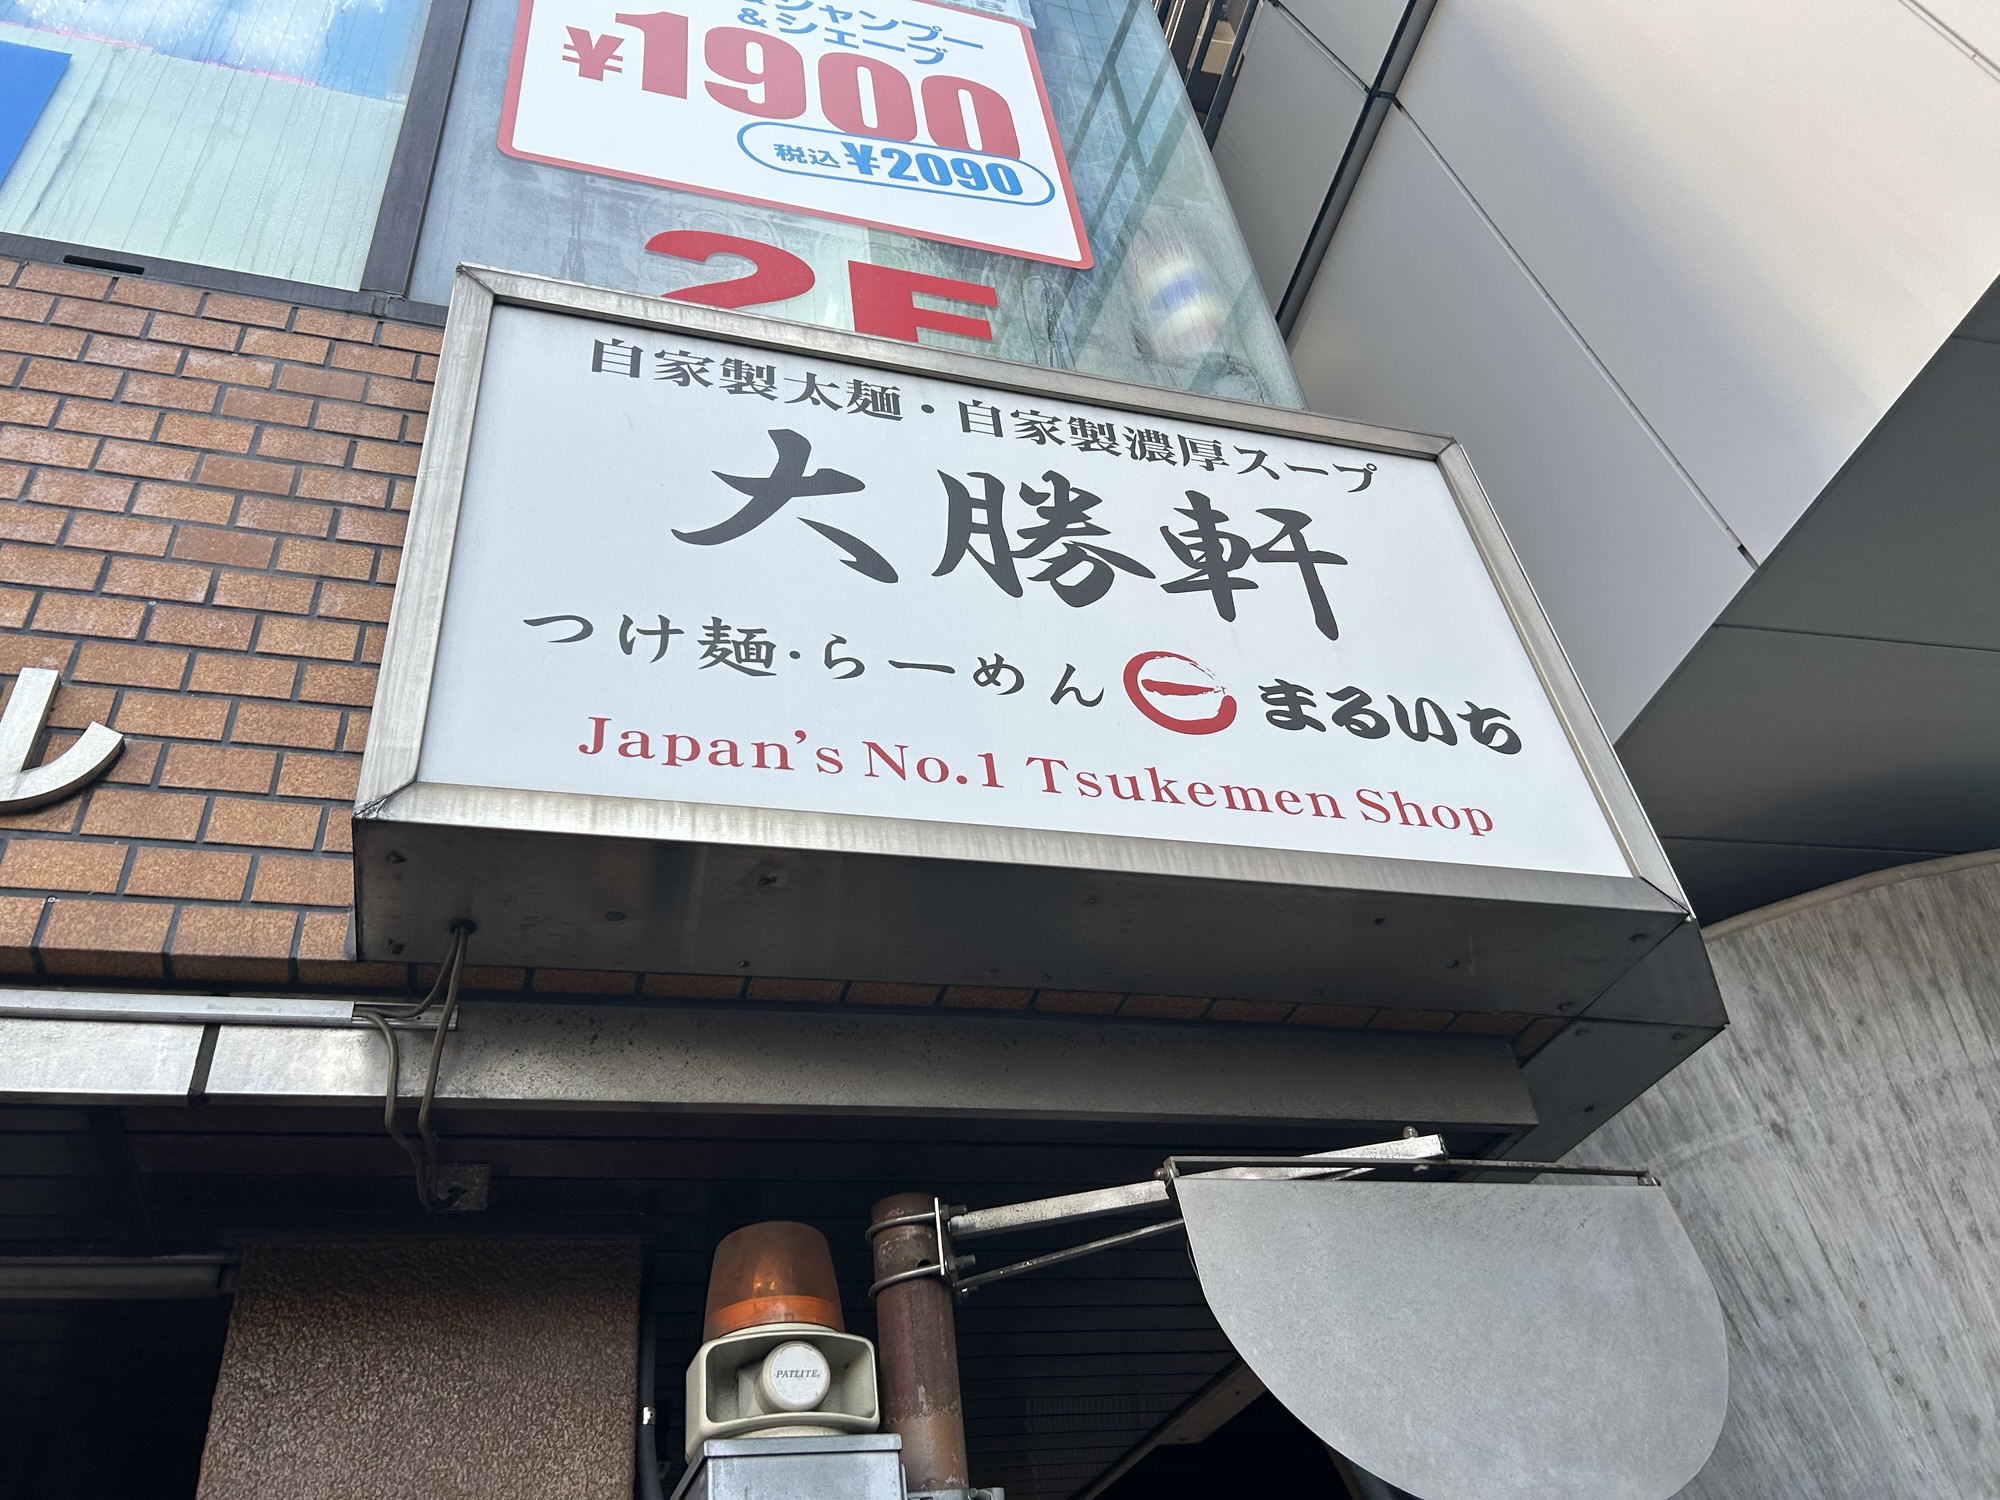 &シャンプー
&シェーブ
¥1900
税込¥2090
2F
自家製太麺・自家製濃厚スープ
大勝軒
つけ麺・らーめん 一 まるいち
Japan's No.1 Tsukemen Shop
ル
PATLITE